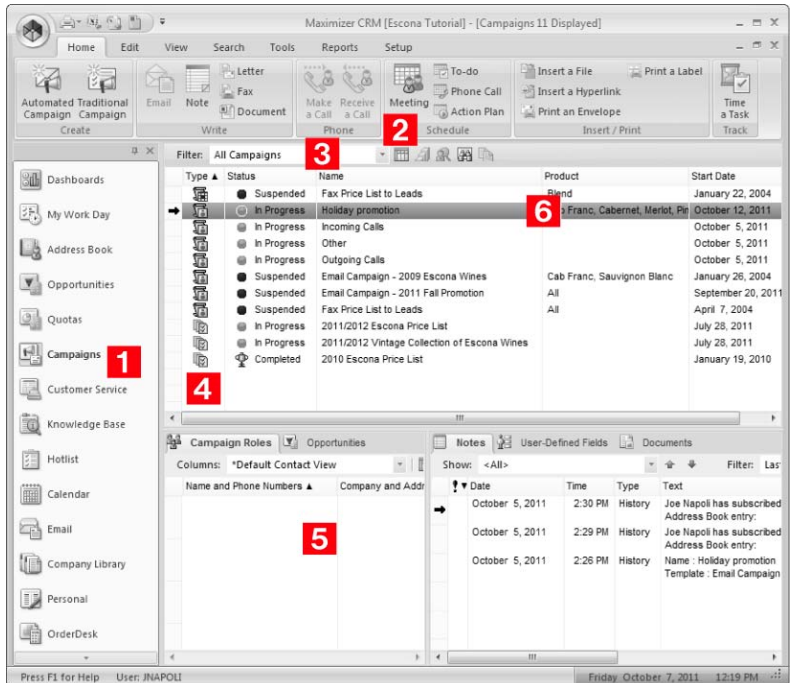 Maximizer CRM [Escona Tutorial] - [Campaigns 11 Displayed]
Home Edit View Search Tools Reports Setup
Automated Campaign
Traditional Campaign
Create
Email
Note
Letter
Fax
Document
Write
Make a Call
Receive a Call
Phone
Meeting
To-do
Phone Call
Action Plan
2
Schedule
Insert a File
Insert a Hyperlink
Print an Envelope
Print a Label
Insert / Print
Time a Task
Track
Dashboards
My Work Day
Address Book
Opportunities
Quotas
Campaigns
1
Customer Service
Knowledge Base
Hotlist
Calendar
Email
Company Library
Personal
OrderDesk
Filter: All Campaigns
3
Type Status Name Product Start Date
Suspended Fax Price List to Leads Blend January 22, 2004
In Progress Holiday promotion 6 Franc, Cabernet, Merlot, Pin October 12, 2011
In Progress Incoming Calls October 5, 2011
In Progress Other October 5, 2011
In Progress Outgoing Calls October 5, 2011
Suspended Email Campaign - 2009 Escona Wines Cab Franc, Sauvignon Blanc January 26, 2004
Suspended Email Campaign - 2011 Fall Promotion All September 20, 2011
Suspended Fax Price List to Leads All April 7, 2004
In Progress 2011/2012 Escona Price List July 28, 2011
In Progress 2011/2012 Vintage Collection of Escona Wines July 28, 2011
Completed 2010 Escona Price List January 19, 2010
4
Campaign Roles Opportunities
Columns: *Default Contact View
Name and Phone Numbers Company and Addr
5
Notes User-Defined Fields Documents
Show: <All> Filter: Las
! Date Time Type Text
October 5, 2011 2:30 PM History Joe Napoli has subscribed
Address Book entry:
October 5, 2011 2:29 PM History Joe Napoli has subscribed
Address Book entry:
October 5, 2011 2:26 PM History Name : Holiday promotion
Template : Email Campaign
Press F1 for Help User: JNAPOLI Friday October 7, 2011 12:19 PM